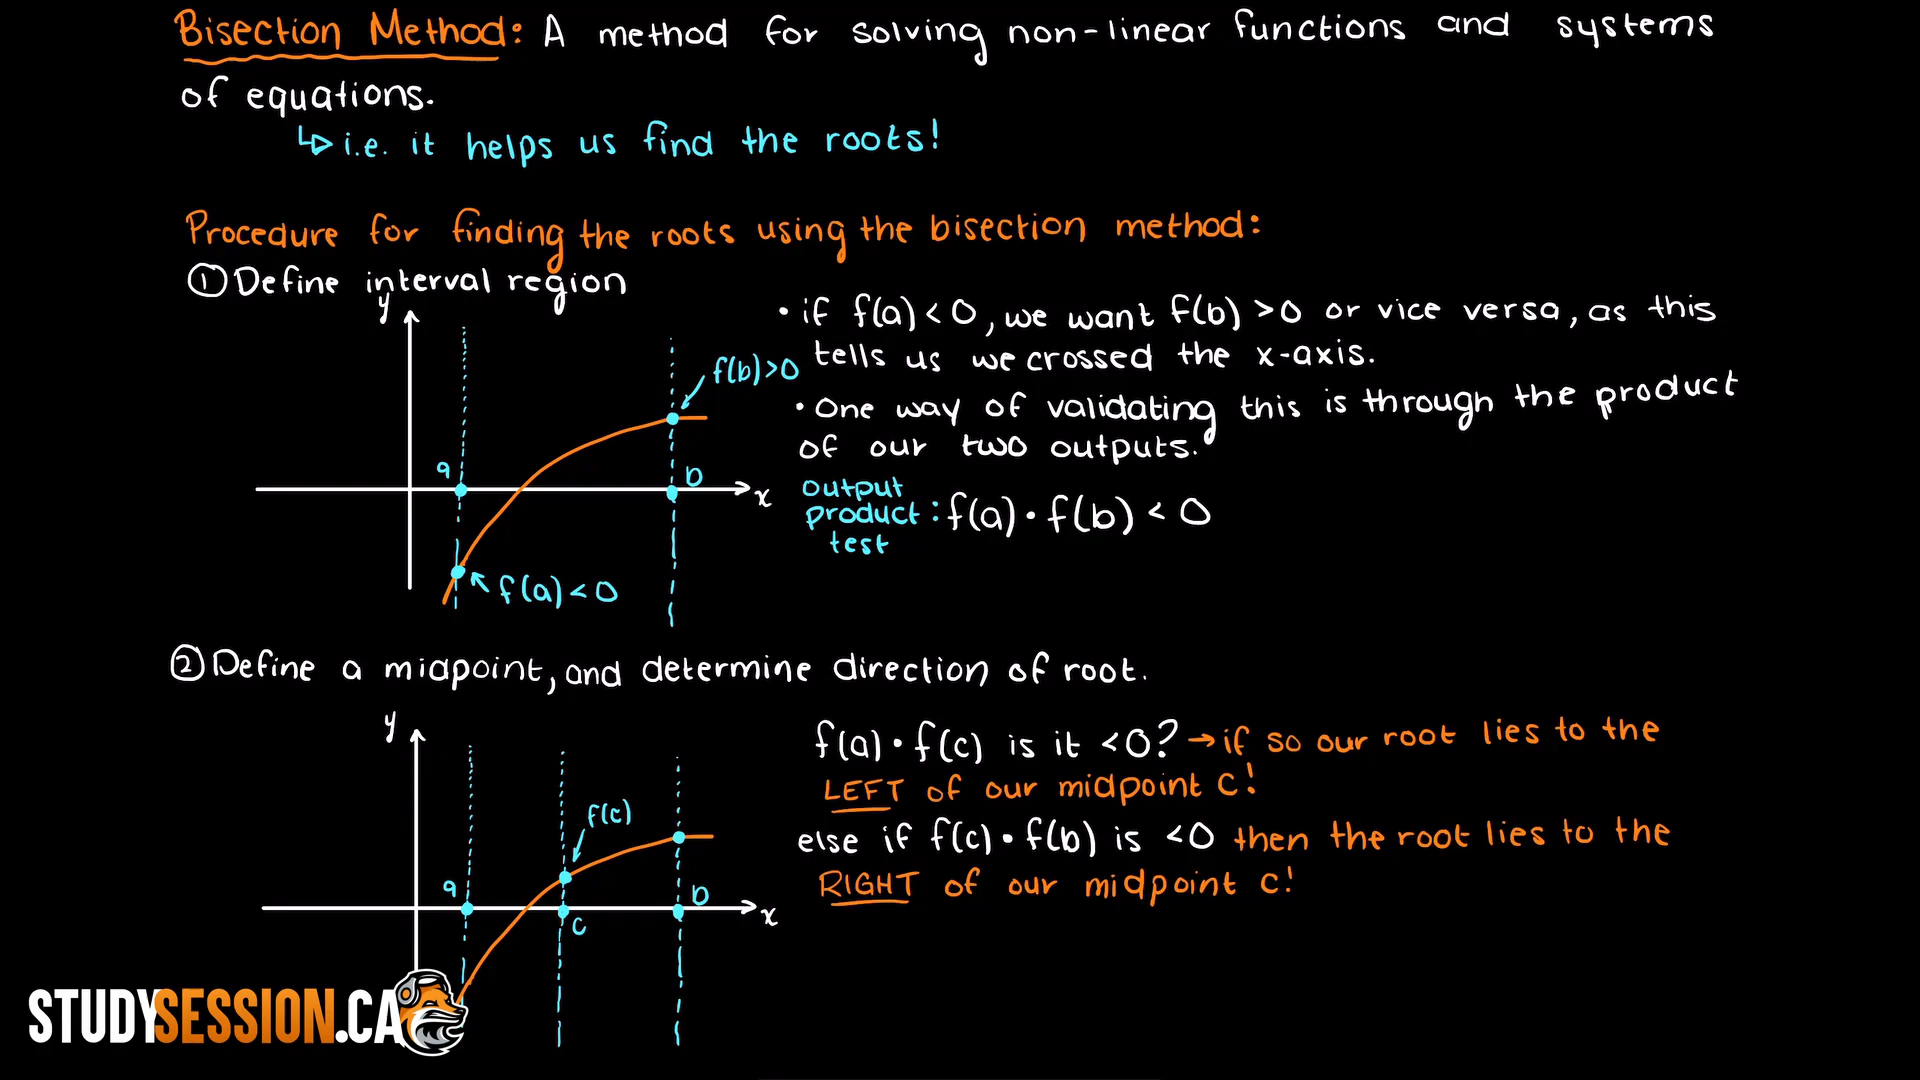 Bisection Method: A method for solving non-linear functions and systems
of equations.
↳ i.e. it helps us find the roots!
Procedure for finding the roots using the bisection method:
① Define interval region
y
• if f(a) < 0, we want f(b) > 0 or vice versa, as this
tells us we crossed the x-axis.
f(b)>0
• One way of validating this is through the product
of our two outputs.
a
b
x
output
product: f(a) • f(b) < 0
test
f(a) < 0
② Define a midpoint, and determine direction of root.
y
f(a) • f(c) is it < 0? → if so our root lies to the
LEFT of our midpoint c!
f(c)
else if f(c) • f(b) is < 0 then the root lies to the
RIGHT of our midpoint c!
a
b
c
x
STUDYSESSION.CA